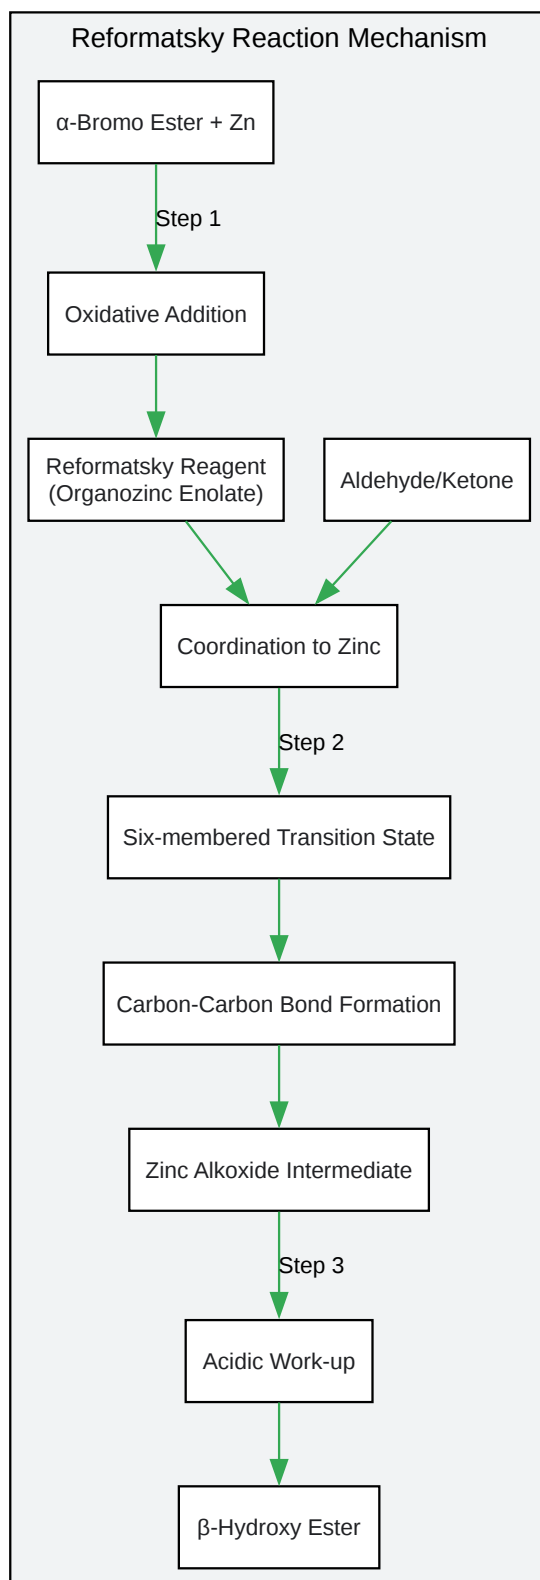 Reformatsky Reaction Mechanism
α-Bromo Ester + Zn
Step 1
Oxidative Addition
Reformatsky Reagent
(Organozinc Enolate)
Aldehyde/Ketone
Coordination to Zinc
Step 2
Six-membered Transition State
Carbon-Carbon Bond Formation
Zinc Alkoxide Intermediate
Step 3
Acidic Work-up
β-Hydroxy Ester